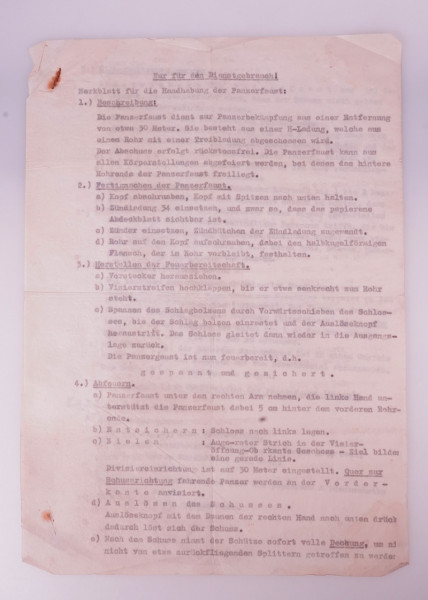 Nur für den Dienstgebrauch!
Merkblatt für die Handhabung der Panzerfaust:
1.) Beschreibung:
Die Panzerfaust dient zur Panzerbekämpfung aus einer Entfernung
von etwa 30 Meter. Sie besteht aus einer H-Ladung, welche aus
einem Rohr mit einer Treibladung abgeschossen wird.
Der Abschuss erfolgt rückstossfrei. Die Panzerfaust kann aus
allen Körperstellungen abgefeuert werden, bei denen das hintere
Rohrende der Panzerfaust freiliegt.
2.) Fertigmachen der Panzerfaust.
a) Kopf abschrauben, Kopf mit Spitzen nach unten halten.
b) Zündladung 34 einsetzen, und zwar so, dass das papierene
Abdeckblatt sichtbar ist.
c) Zünder einsetzen, Zündhütchen der Zündladung zugewandt.
d) Rohr auf den Kopf aufschrauben, dabei den
Flansch, der im Rohr verbleibt, festhalten.
3.) Herstellen der Feuerbereitschaft.
a) Vorstecker herausziehen.
b) Visierstreifen hochklappen, bis er etwa senkrecht zum Rohr
steht.
c) Spannen des Schlagbolzens durch Vorwärtsschieben des Schlos-
ses, bis der Schlag bolzen einrastet und der Auslöseknopf
heraustritt. Das Schloss gleitet dann wieder in die Ausgangs-
lage zurück.
Die Panzerfaust ist nun feuerbereit, d.h.
gespannt und gesichert.
4.) Abfeuern.
a) Panzerfaust unter den rechten Arm nehmen, die linke Hand un-
terstützt die Panzerfaust dabei 5 cm hinter dem vorderen Rohr-
ende.
b) Entsichern: Schloss nach links legen.
c) Zielen : Auge-roter Strich in der Visier-
öffnung-Oberkante Geschoss - Ziel bilden
eine gerade Linie.
Die Visiereinrichtung ist auf 30 Meter eingestellt. Quer zur
Schussrichtung fahrende Panzer werden an der Vorder-
kante anvisiert.
d) Auslösen des Schusses.
Auslöseknopf mit dem Daumen der rechten Hand nach unten drück
dadurch löst sich der Schuss.
e) Nach dem Schuss nimmt der Schütze sofort volle Deckung, um ni
nicht von etwa zurückfliegenden Splittern getroffen zu werden